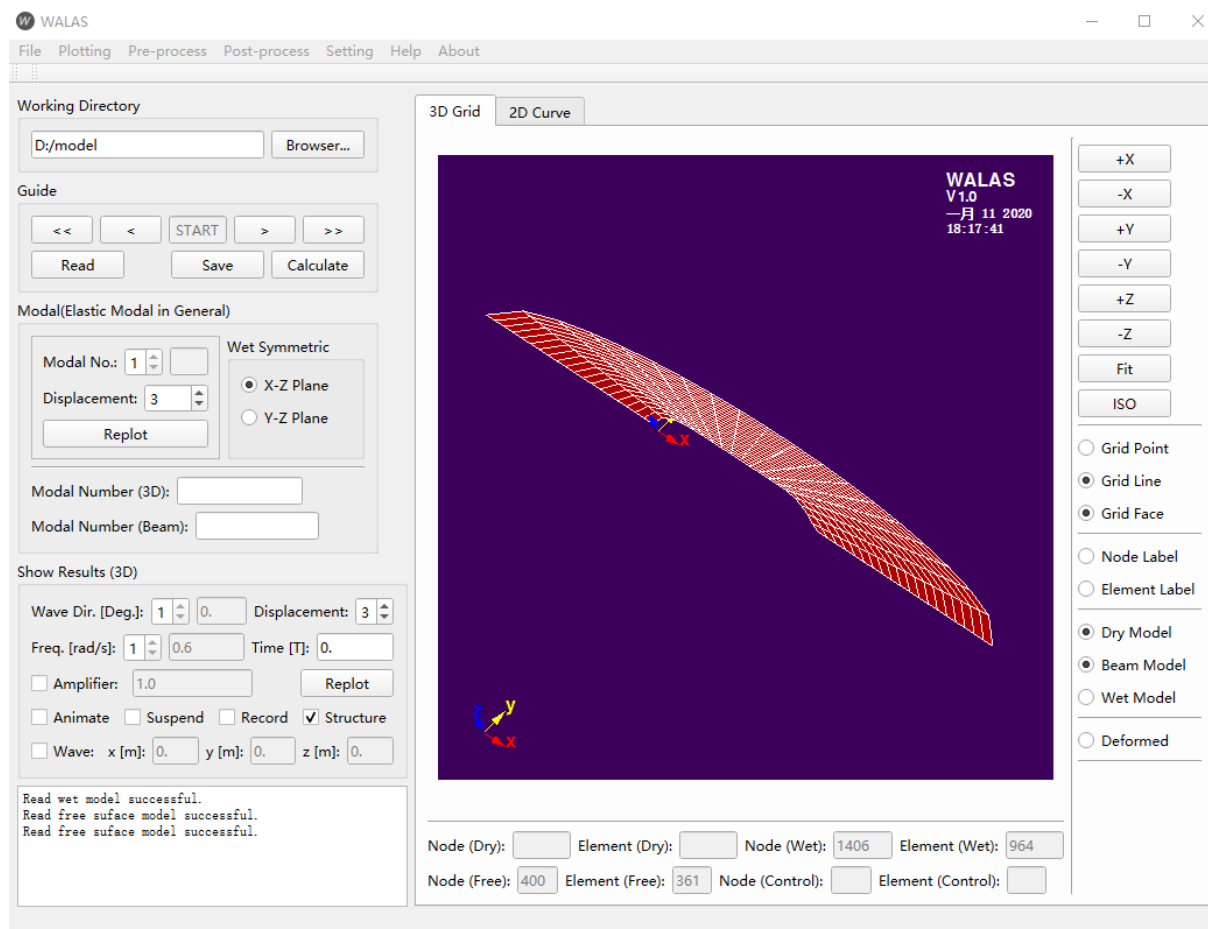 WALAS
File Plotting Pre-process Post-process Setting Help About
Working Directory
D:/model Browser...
Guide
<< < START > >>
Read Save Calculate
Modal(Elastic Modal in General)
Modal No.: 1
Displacement: 3
Replot
Wet Symmetric
X-Z Plane
Y-Z Plane
Modal Number (3D):
Modal Number (Beam):
Show Results (3D)
Wave Dir. [Deg.]: 1 0. Displacement: 3
Freq. [rad/s]: 1 0.6 Time [T]: 0.
Amplifier: 1.0 Replot
Animate Suspend Record Structure
Wave: x [m]: 0. y [m]: 0. z [m]: 0.
Read wet model successful.
Read free suface model successful.
Read free suface model successful.
3D Grid 2D Curve
WALAS
V1.0
一月 11 2020
18:17:41
X
Z
y
X
+X
-X
+Y
-Y
+Z
-Z
Fit
ISO
Grid Point
Grid Line
Grid Face
Node Label
Element Label
Dry Model
Beam Model
Wet Model
Deformed
Node (Dry): Element (Dry): Node (Wet): 1406 Element (Wet): 964
Node (Free): 400 Element (Free): 361 Node (Control): Element (Control):